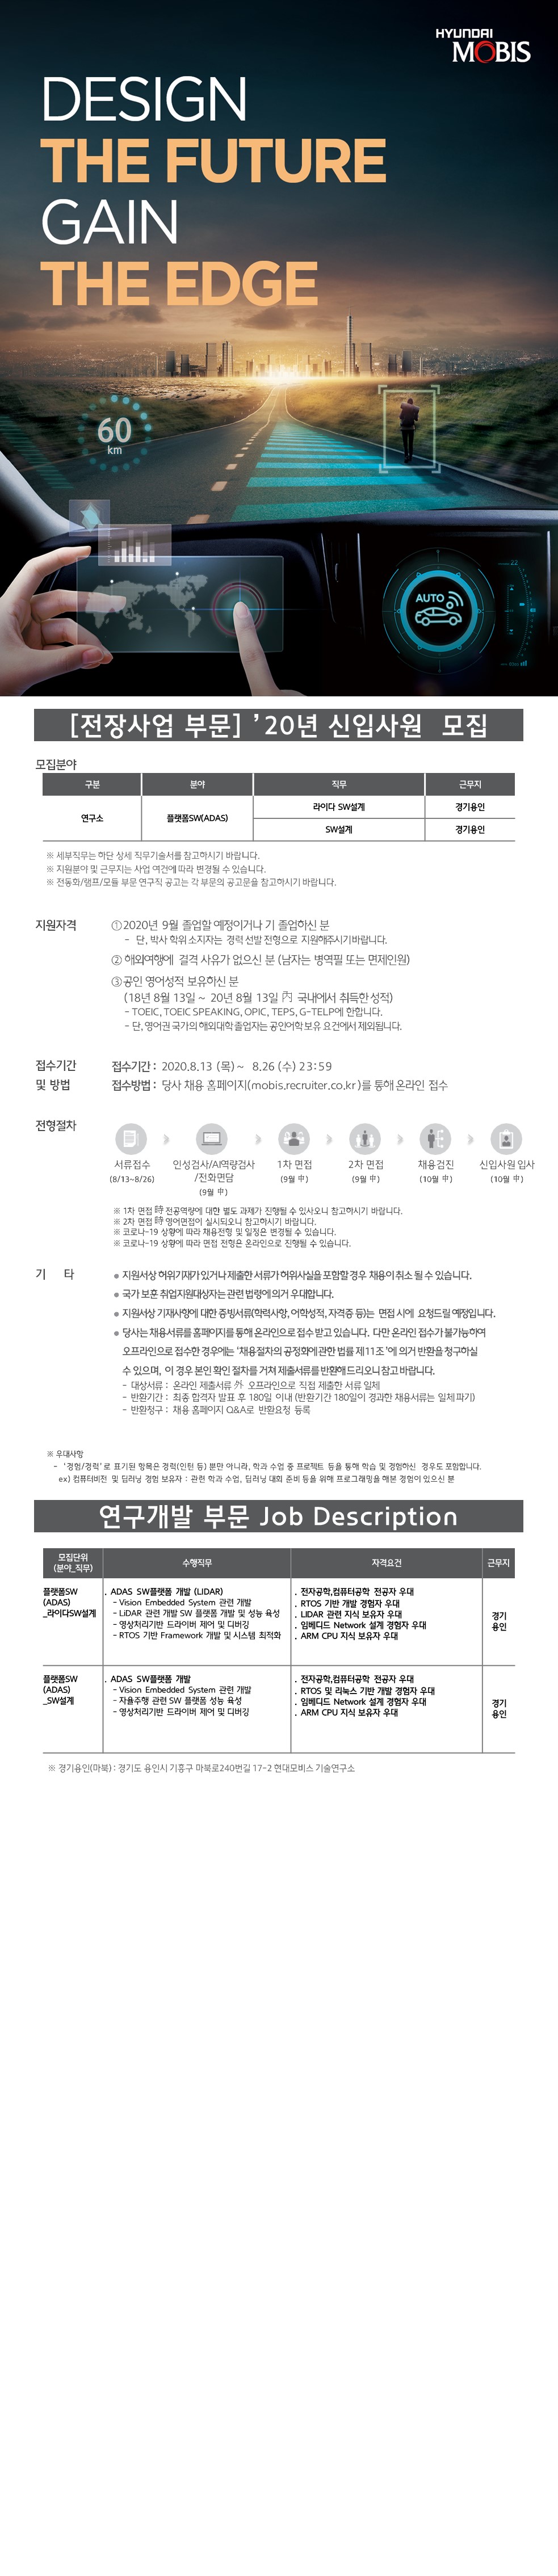 HYUNDAI
MOBIS
DESIGN
THE FUTURE
GAIN
THE EDGE
60
km
AUTO
22
[전장사업 부문] ’20년 신입사원 모집
모집분야
구분 분야 직무 근무지
연구소 플랫폼SW(ADAS) 라이다 SW설계 경기용인
SW설계 경기용인
※ 세부직무는 하단 상세 직무기술서를 참고하시기 바랍니다.
※ 지원분야 및 근무지는 사업 여건에 따라 변경될 수 있습니다.
※ 전동화/램프/모듈 부문 연구직 공고는 각 부문의 공고문을 참고하시기 바랍니다.
지원자격
①2020년 9월 졸업할 예정이거나 기 졸업하신 분
- 단, 박사 학위 소지자는 경력 선발 전형으로 지원해주시기 바랍니다.
② 해외여행에 결격 사유가 없으신 분 (남자는 병역필 또는 면제인원)
③공인 영어성적 보유하신 분
(18년 8월 13일 ~ 20년 8월 13일 內 국내에서 취득한 성적)
- TOEIC, TOEIC SPEAKING, OPIC, TEPS, G-TELP에 한합니다.
- 단, 영어권 국가의 해외대학 졸업자는 공인어학 보유 요건에서 제외됩니다.
접수기간 및 방법
접수기간 : 2020.8.13 (목) ~ 8.26 (수) 23:59
접수방법 : 당사 채용 홈페이지(mobis.recruiter.co.kr)를 통해 온라인 접수
전형절차
서류접수
(8/13~8/26)
인성검사/AI역량검사
/전화면담
(9월 中)
1차 면접
(9월 中)
2차 면접
(9월 中)
채용검진
(10월 中)
신입사원 입사
(10월 中)
※ 1차 면접 時 전공역량에 대한 별도 과제가 진행될 수 있사오니 참고하시기 바랍니다.
※ 2차 면접 時 영어면접이 실시되오니 참고하시기 바랍니다.
※ 코로나-19 상황에 따라 채용전형 및 일정은 변경될 수 있습니다.
※ 코로나-19 상황에 따라 면접 전형은 온라인으로 진행될 수 있습니다.
기 타
● 지원서상 허위기재가 있거나 제출한 서류가 허위사실을 포함할 경우 채용이 취소 될 수 있습니다.
● 국가 보훈 취업지원대상자는 관련 법령에 의거 우대합니다.
● 지원서상 기재사항에 대한 증빙서류(학력사항, 어학성적, 자격증 등)는 면접 시에 요청드릴 예정입니다.
● 당사는 채용서류를 홈페이지를 통해 온라인으로 접수 받고 있습니다. 다만 온라인 접수가 불가능하여
오프라인으로 접수한 경우에는 ‘채용절차의 공정화에 관한 법률 제11조’에 의거 반환을 청구하실
수 있으며, 이 경우 본인 확인 절차를 거쳐 제출서류를 반환해 드리오니 참고 바랍니다.
- 대상서류 : 온라인 제출서류 外 오프라인으로 직접 제출한 서류 일체
- 반환기간 : 최종 합격자 발표 후 180일 이내 (반환기간 180일이 경과한 채용서류는 일체 파기)
- 반환청구 : 채용 홈페이지 Q&A로 반환요청 등록
※ 우대사항
- ‘경험/경력’로 표기된 항목은 경력(인턴 등) 뿐만 아니라, 학과 수업 중 프로젝트 등을 통해 학습 및 경험하신 경우도 포함합니다.
ex) 컴퓨터비전 및 딥러닝 경험 보유자 : 관련 학과 수업, 딥러닝 대회 준비 등을 위해 프로그래밍을 해본 경험이 있으신 분
연구개발 부문 Job Description
모집단위
(분야_직무)
수행직무 자격요건 근무지
플랫폼SW
(ADAS)
_라이다SW설계
. ADAS SW플랫폼 개발 (LiDAR)
- Vision Embedded System 관련 개발
- LiDAR 관련 개발 SW 플랫폼 개발 및 성능 육성
- 영상처리기반 드라이버 제어 및 디버깅
- RTOS 기반 Framework 개발 및 시스템 최적화
. 전자공학,컴퓨터공학 전공자 우대
. RTOS 기반 개발 경험자 우대
. LIDAR 관련 지식 보유자 우대
. 임베디드 Network 설계 경험자 우대
. ARM CPU 지식 보유자 우대
경기
용인
플랫폼SW
(ADAS)
_SW설계
. ADAS SW플랫폼 개발
- Vision Embedded System 관련 개발
- 자율주행 관련 SW 플랫폼 성능 육성
- 영상처리기반 드라이버 제어 및 디버깅
. 전자공학,컴퓨터공학 전공자 우대
. RTOS 및 리눅스 기반 개발 경험자 우대
. 임베디드 Network 설계 경험자 우대
. ARM CPU 지식 보유자 우대
경기
용인
※ 경기용인(마북) : 경기도 용인시 기흥구 마북로240번길 17-2 현대모비스 기술연구소